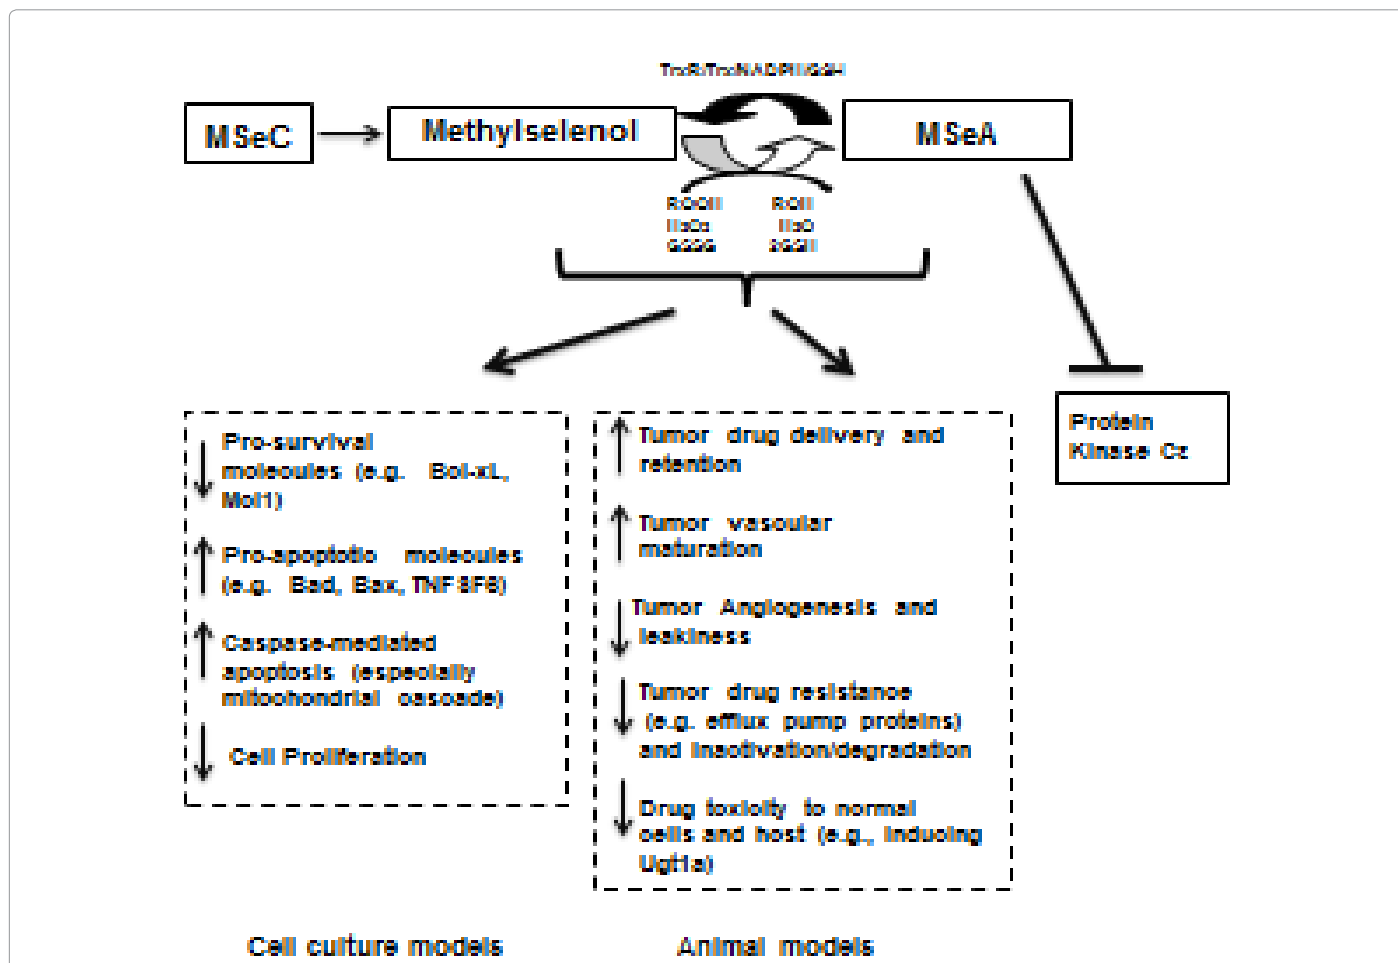 MSeC
Methylselenol
MSeA
Protein
Kinase Cz
Pro-survival
molecules (e.g. Bcl-xL,
Mcl1)
Pro-apoptotic molecules
(e.g. Bad, Bax,
Caspase-mediated
apoptosis (especially
mitochondrial cascade)
Cell Proliferation
Tumor drug delivery and
retention
Tumor vascular
maturation
Tumor Angiogenesis and
leakiness
Tumor drug resistance
(e.g. efflux pump proteins)
and inactivation/degradation
Drug toxicity to normal
cells and host (e.g., inducing
Ugt1a)
Cell culture models
Animal models